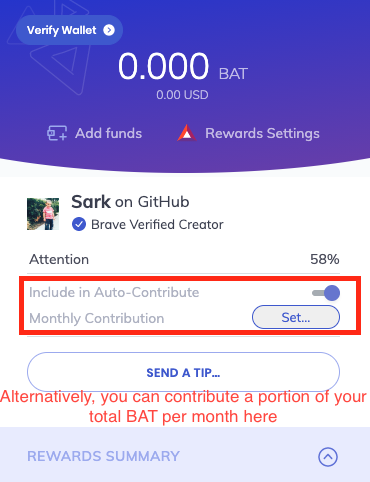 Verify Wallet
0.000 BAT
0.00 USD
Add funds Rewards Settings
Sark on GitHub
Brave Verified Creator
Attention 58%
Include in Auto-Contribute
Monthly Contribution Set...
SEND A TIP...
Alternatively, you can contribute a portion of your
total BAT per month here
REWARDS SUMMARY